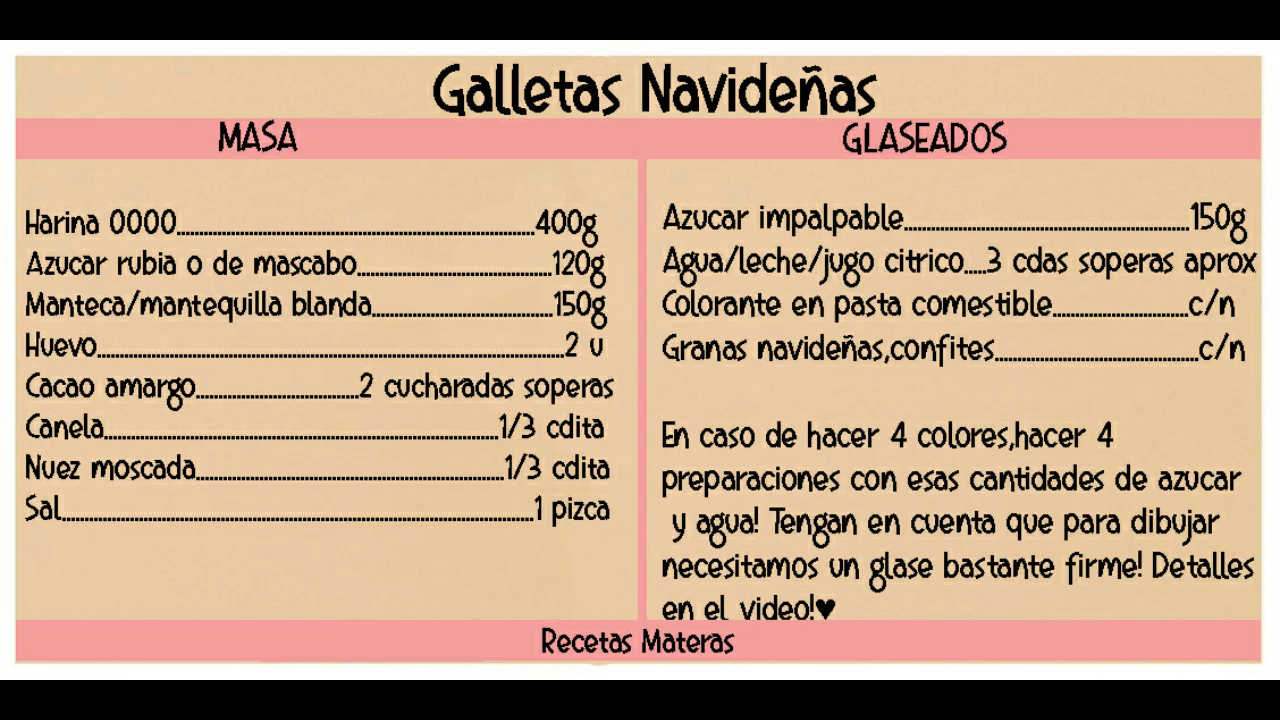 Galletas Navideñas
MASA
Harina 0000........400g
Azucar rubia o de mascabo........120g
Manteca/mantequilla blanda........150g
Huevo........2 u
Cacao amargo........2 cucharadas soperas
Canela........1/3 cdita
Nuez moscada........1/3 cdita
Sal........1 pizca
GLASEADOS
Azucar impalpable........150g
Agua/leche/jugo citrico....3 cdas soperas aprox
Colorante en pasta comestible........c/n
Granas navideñas,confites........c/n
En caso de hacer 4 colores,hacer 4
preparaciones con esas cantidades de azucar
y agua! Tengan en cuenta que para dibujar
necesitamos un glase bastante firme! Detalles
en el video!♥
Recetas Materas